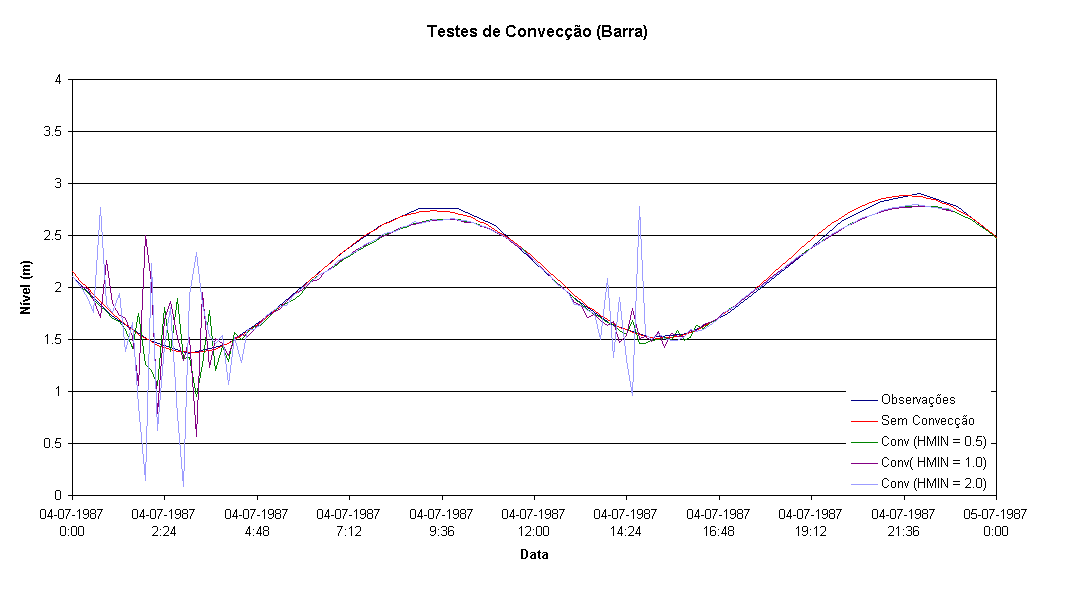 Testes de Convecção (Barra)
4
3.5
3
2.5
2
1.5
1
0.5
0
Nível (m)
Observações
Sem Convecção
Conv (HMIN = 0.5)
Conv( HMIN = 1.0)
Conv (HMIN = 2.0)
04-07-1987 04-07-1987 04-07-1987 04-07-1987 04-07-1987 04-07-1987 04-07-1987 04-07-1987 04-07-1987 04-07-1987 05-07-1987
0:00 2:24 4:48 7:12 9:36 12:00 14:24 16:48 19:12 21:36 0:00
Data